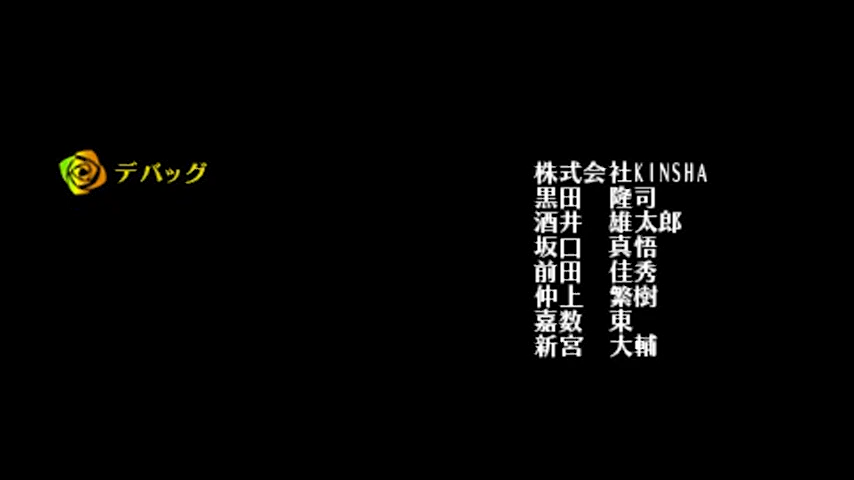 デバッグ
株式会社KINSHA
黒田　隆司
酒井　雄太郎
坂口　真悟
前田　佳秀
仲上　繁樹
嘉数　東
新宮　大輔